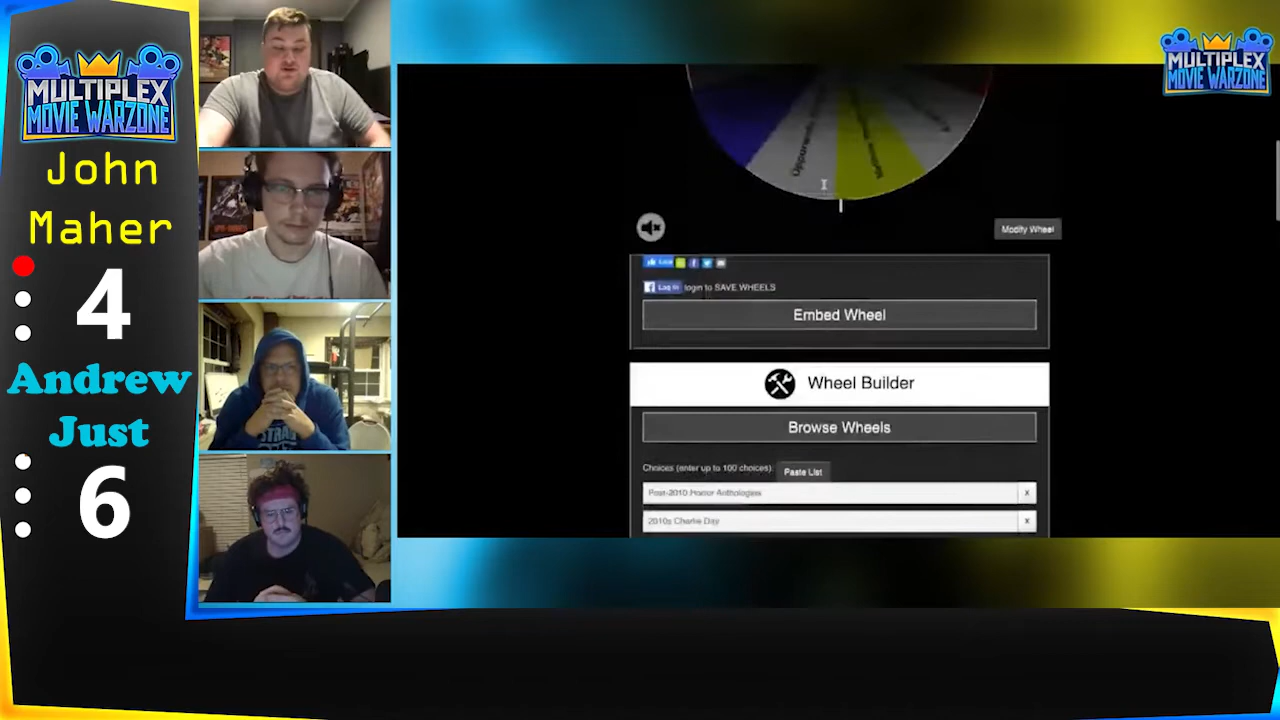 MULTIPLEX
MOVIE WARZONE
John
Maher
4
Andrew
Just
6
MULTIPLEX
MOVIE WARZONE
Modify Wheel
Log In login to SAVE WHEELS
Embed Wheel
Wheel Builder
Browse Wheels
Choices (enter up to 100 choices): Paste List
Post-2010 Horror Anthologies x
2010s Charlie Day x